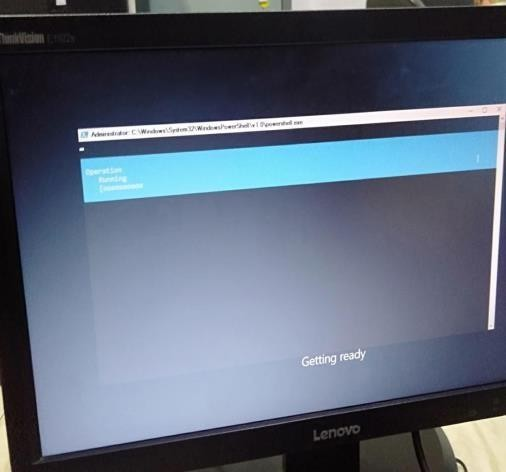 ThinkVision
Administrator: C:\Windows\System32\WindowsPowerShell\v1.0\powershell.exe
Operation
Running
[oooooooooo ]
Getting ready
Lenovo